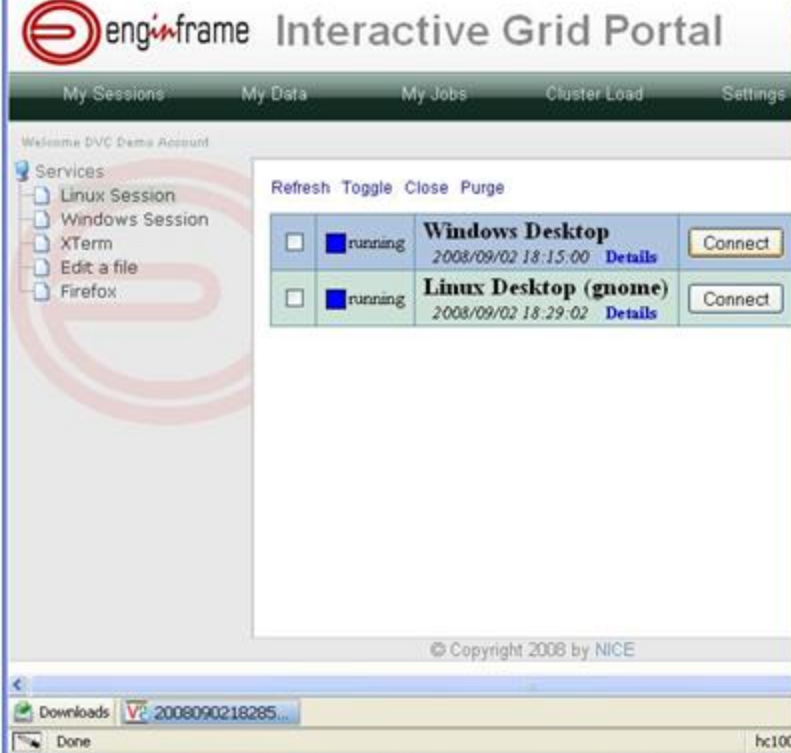 enginframe Interactive Grid Portal
My Sessions My Data My Jobs Cluster Load Settings
Welcome DVC Demo Account
Services
Linux Session
Windows Session
XTerm
Edit a file
Firefox
Refresh Toggle Close Purge
running Windows Desktop Connect
2008/09/02 18:15:00 Details
running Linux Desktop (gnome) Connect
2008/09/02 18:29:02 Details
© Copyright 2008 by NICE
Downloads 2008090218285...
Done hc100